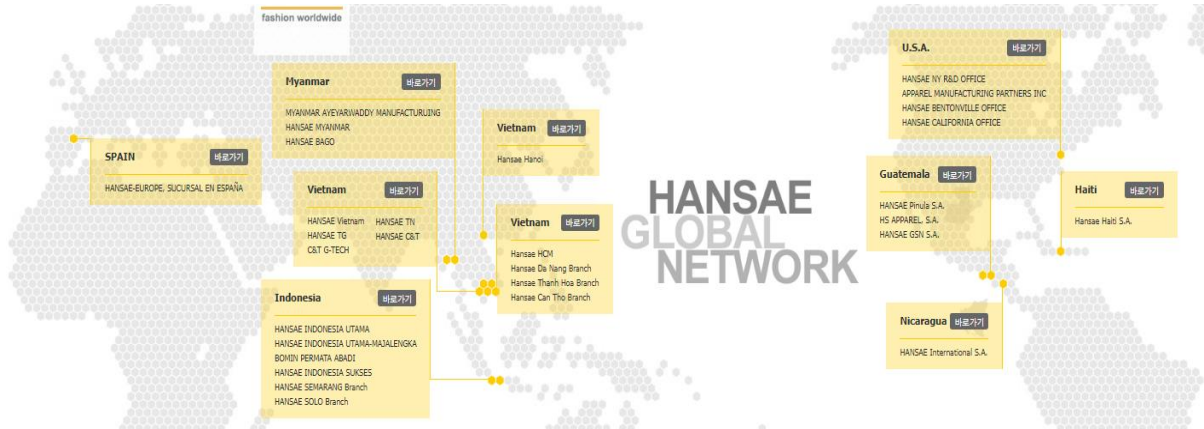 fashion worldwide
Myanmar 바로가기
MYANMAR AYEYARWADDY MANUFACTURUING
HANSAE MYANMAR
HANSAE BAGO
SPAIN 바로가기
HANSAE-EUROPE, SUCURSAL EN ESPAÑA
Vietnam 바로가기
Hansae Hanoi
Vietnam 바로가기
HANSAE Vietnam HANSAE TN
HANSAE TG HANSAE C&T
C&T G-TECH
Vietnam 바로가기
Hansae HCM
Hansae Da Nang Branch
Hansae Thanh Hoa Branch
Hansae Can Tho Branch
Indonesia 바로가기
HANSAE INDONESIA UTAMA
HANSAE INDONESIA UTAMA-MAJALENGKA
BOMIN PERMATA ABADI
HANSAE INDONESIA SUKSES
HANSAE SEMARANG Branch
HANSAE SOLO Branch
HANSAE
GLOBAL
NETWORK
U.S.A. 바로가기
HANSAE NY R&D OFFICE
APPAREL MANUFACTURING PARTNERS INC
HANSAE BENTONVILLE OFFICE
HANSAE CALIFORNIA OFFICE
Guatemala 바로가기
HANSAE Pinula S.A.
HS APPAREL. S.A.
HANSAE GSN S.A.
Haiti 바로가기
Hansae Haiti S.A.
Nicaragua 바로가기
HANSAE International S.A.